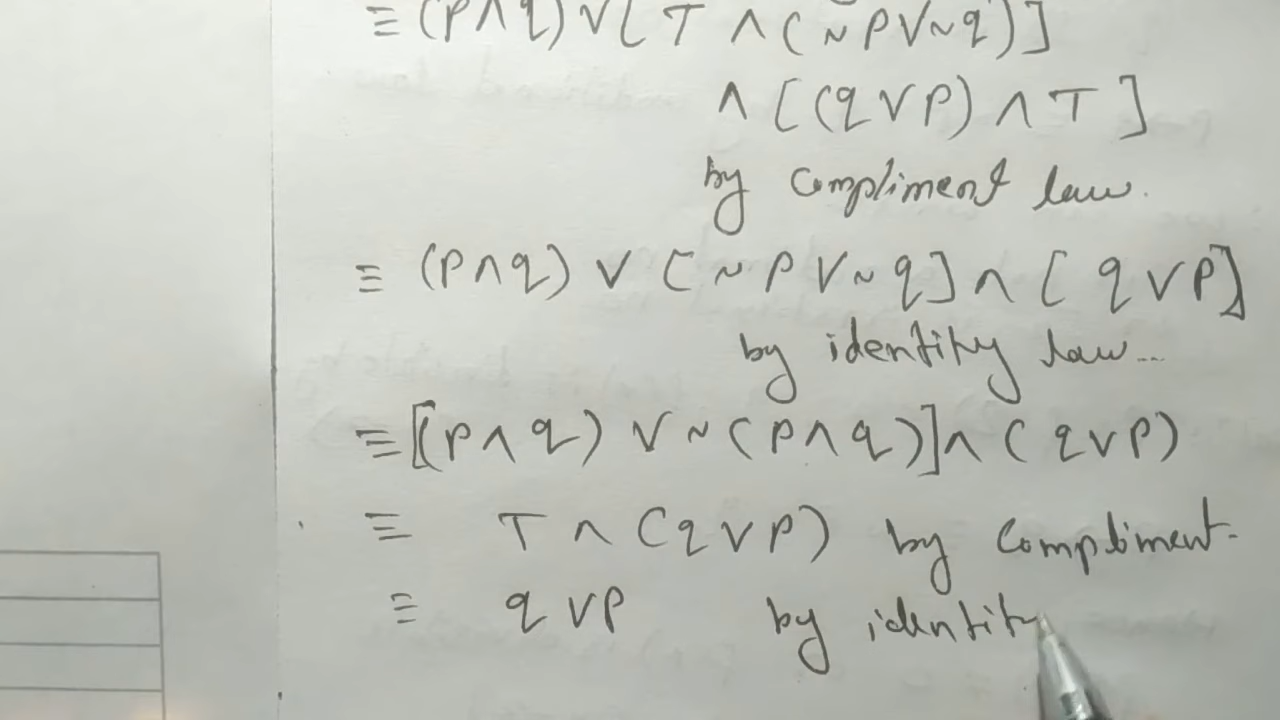 ≡ (P∧q) ∨ [ T ∧ (~P∨~q) ]
∧ [(q∨P) ∧ T ]
by compliment law.
≡ (P∧q) ∨ [~P∨~q] ∧ [ q∨P]
by identity law...
≡ [(P∧q) ∨ ~(P∧q)] ∧ (q∨P)
≡ T ∧ (q∨P) by compliment-
≡ q∨P by identity